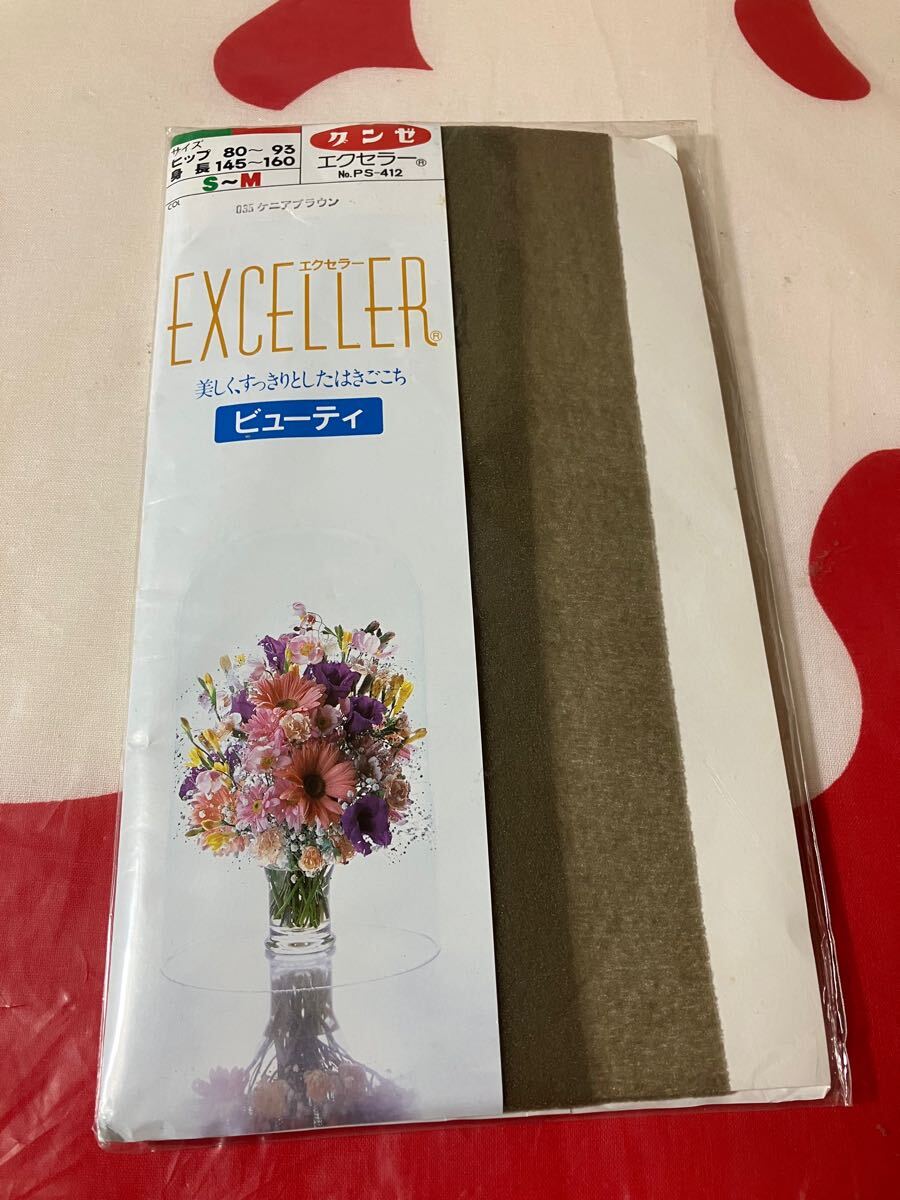 サイズ
ヒップ 80～93
身長 145～160
S～M
グンゼ
エクセラー®
No.PS-412
COL
035 ケニアブラウン
エクセラー
EXCELLER®
美しく、すっきりとしたはきごこち
ビューティ